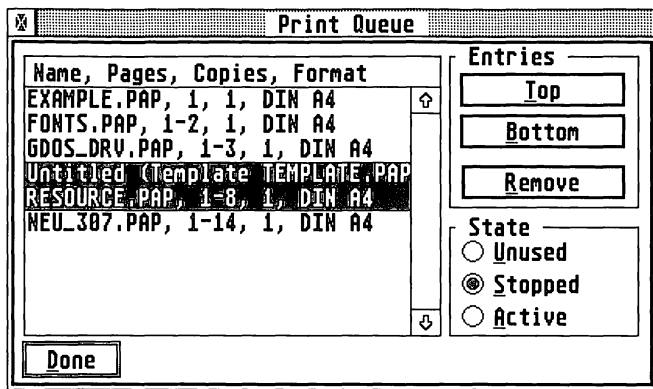 Print Queue
Name, Pages, Copies, Format
EXAMPLE.PAP, 1, 1, DIN A4
FONTS.PAP, 1-2, 1, DIN A4
GDOS_DRV.PAP, 1-3, 1, DIN A4
Untitled (Template TEMPLATE.PAP
RESOURCE.PAP, 1-8, 1, DIN A4
NEU_307.PAP, 1-14, 1, DIN A4
Done
Entries
Top
Bottom
Remove
State
Unused
Stopped
Active